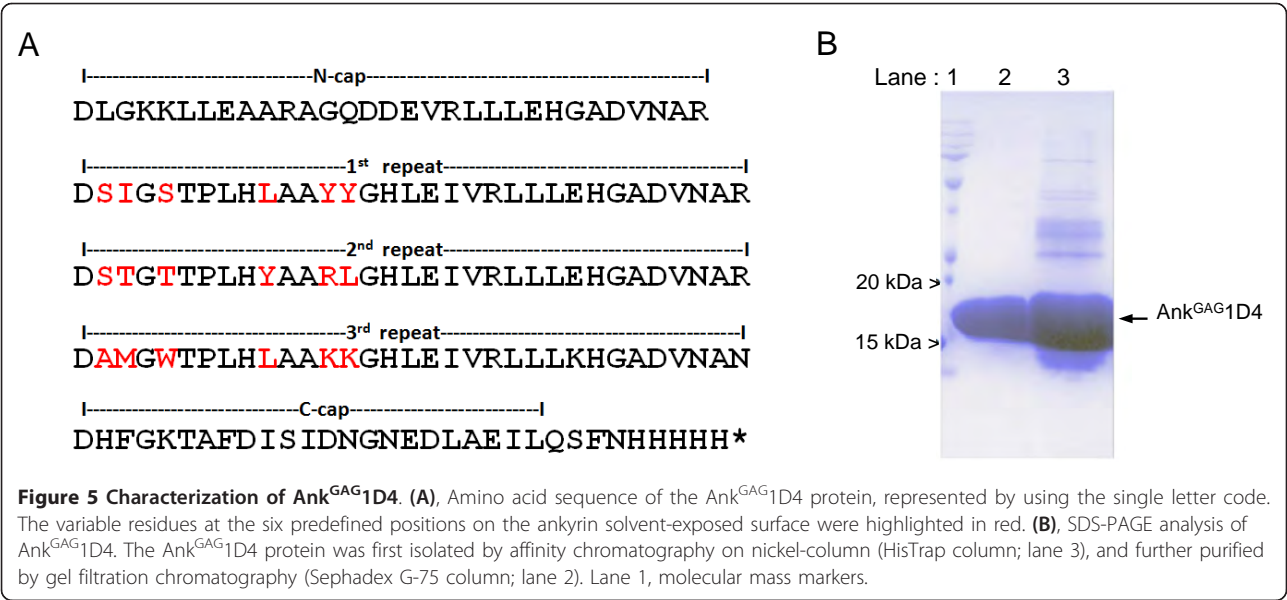 A
I---------------------------------N-cap-------------------------------------------------I
DLGKKLLEAARAGQDDEVRLLLEHGADVNAR
I--------------------------------------1st repeat--------------------------------------------I
DSIGSTPLHLAAYYGHLEIVRLLLEHGADVNAR
I--------------------------------------2nd repeat--------------------------------------------I
DSTGTTPLHYAARLGHLEIVRLLLEHGADVNAR
I--------------------------------------3rd repeat--------------------------------------------I
DAMGWTPLHLAAKKGHLEIVRLLLKHGADVNAN
I-------------------------------C-cap---------------------------I
DHFGKTAFDISIDNGNEDLAEILQSFNHHHHH*
B
Lane : 1 2 3
20 kDa >
15 kDa >
AnkGAG1D4
Figure 5 Characterization of AnkGAG1D4. (A), Amino acid sequence of the AnkGAG1D4 protein, represented by using the single letter code.
The variable residues at the six predefined positions on the ankyrin solvent-exposed surface were highlighted in red. (B), SDS-PAGE analysis of
AnkGAG1D4. The AnkGAG1D4 protein was first isolated by affinity chromatography on nickel-column (HisTrap column; lane 3), and further purified
by gel filtration chromatography (Sephadex G-75 column; lane 2). Lane 1, molecular mass markers.